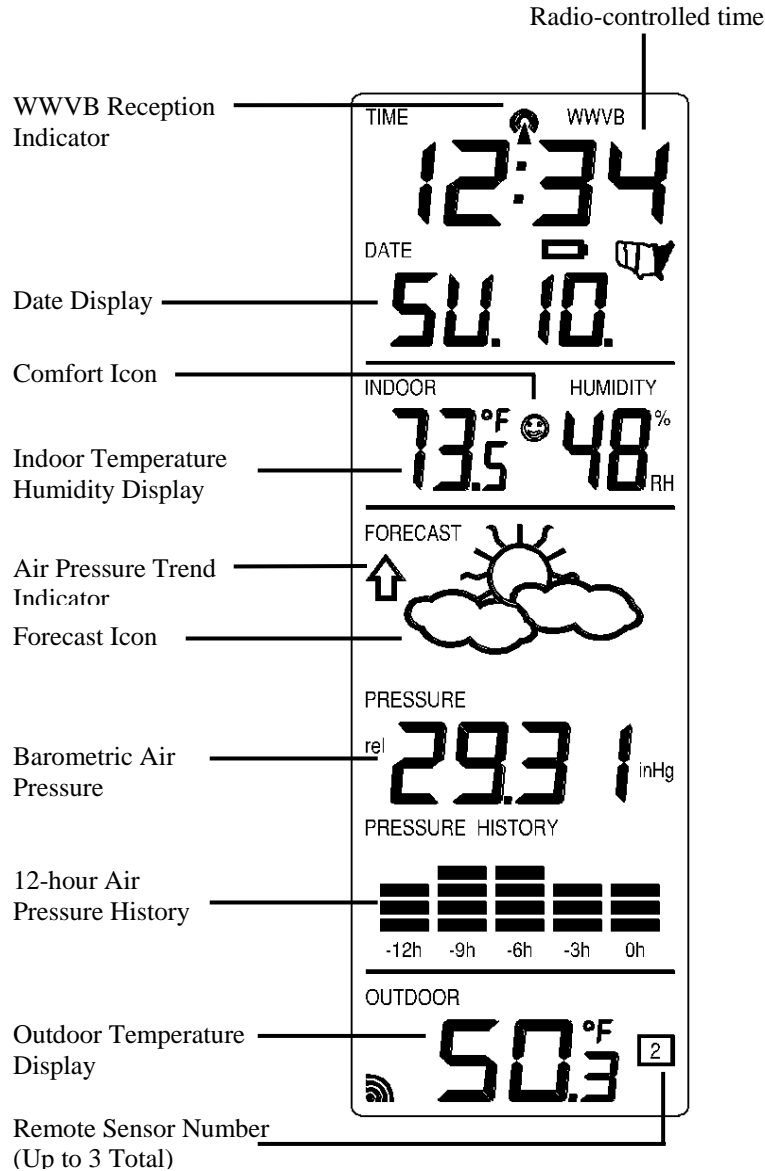 Radio-controlled time
WWVB Reception
Indicator
TIME WWVB
12:34
DATE
Date Display
SU. 10.
Comfort Icon
INDOOR HUMIDITY
73.5 °F 48 % RH
Indoor Temperature
Humidity Display
FORECAST
Air Pressure Trend
Indicator
Forecast Icon
PRESSURE
rel 29.31 inHg
Barometric Air
Pressure
PRESSURE HISTORY
12-hour Air
Pressure History
-12h -9h -6h -3h 0h
OUTDOOR
Outdoor Temperature
Display
50.3 °F 2
Remote Sensor Number
(Up to 3 Total)